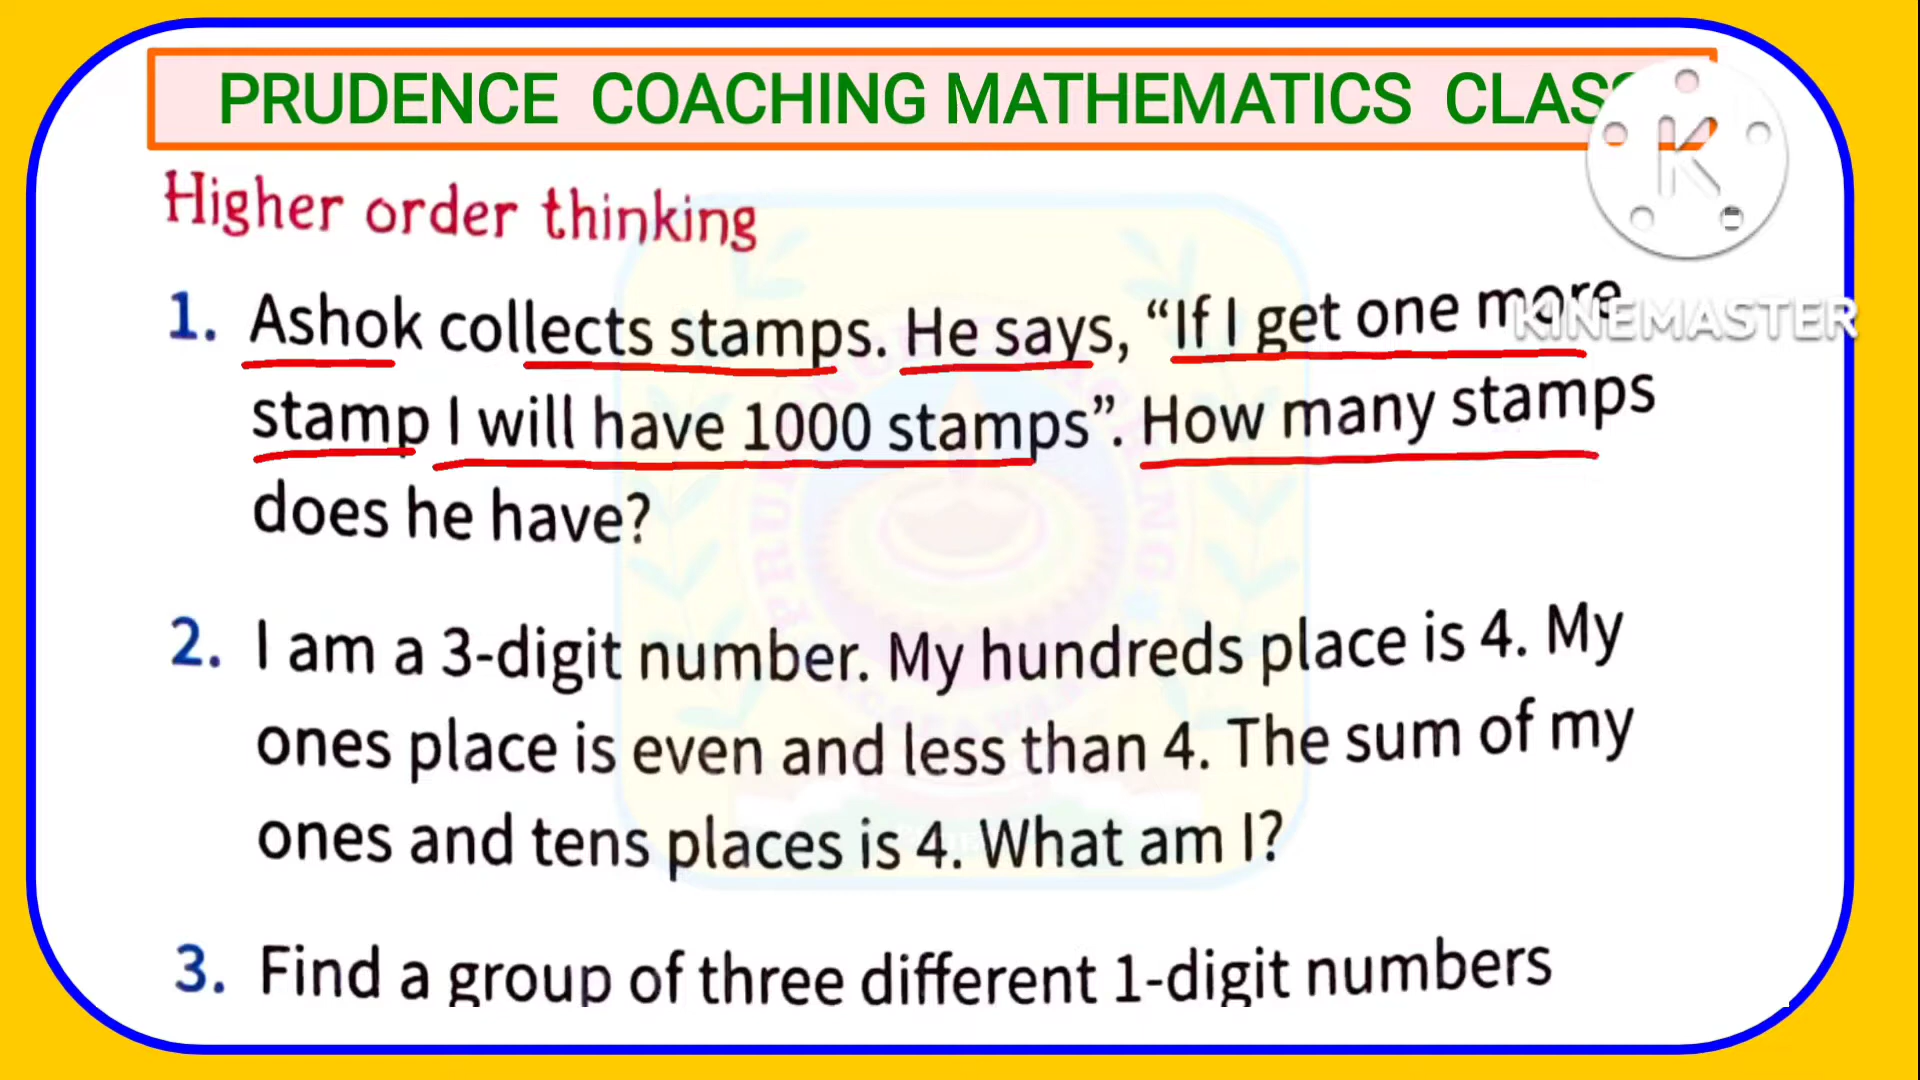 PRUDENCE COACHING MATHEMATICS CLAS
Higher order thinking
1. Ashok collects stamps. He says, “If I get one more
KINEMASTER
stamp I will have 1000 stamps”. How many stamps
does he have?
2. I am a 3-digit number. My hundreds place is 4. My
ones place is even and less than 4. The sum of my
ones and tens places is 4. What am I?
3. Find a group of three different 1-digit numbers